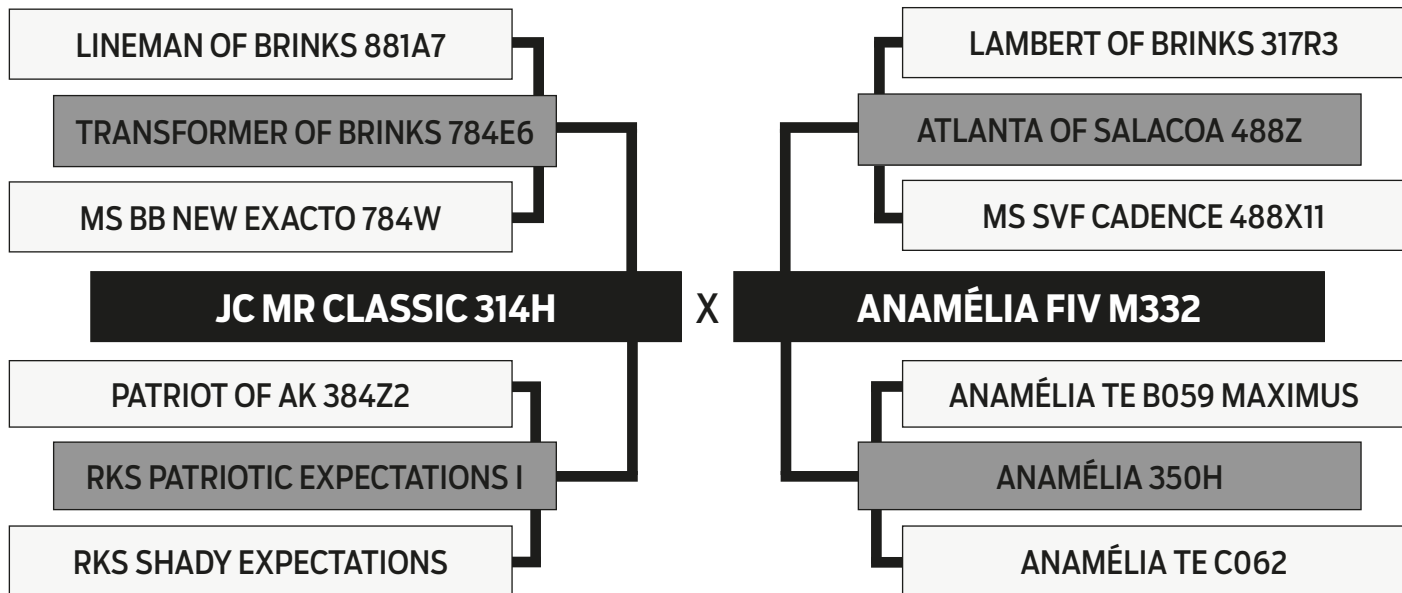 LINEMAN OF BRINKS 881A7
TRANSFORMER OF BRINKS 784E6
MS BB NEW EXACTO 784W
JC MR CLASSIC 314H
PATRIOT OF AK 384Z2
RKS PATRIOTIC EXPECTATIONS I
RKS SHADY EXPECTATIONS
X
LAMBERT OF BRINKS 317R3
ATLANTA OF SALACOA 488Z
MS SVF CADENCE 488X11
ANAMÉLIA FIV M332
ANAMÉLIA TE B059 MAXIMUS
ANAMÉLIA 350H
ANAMÉLIA TE C062